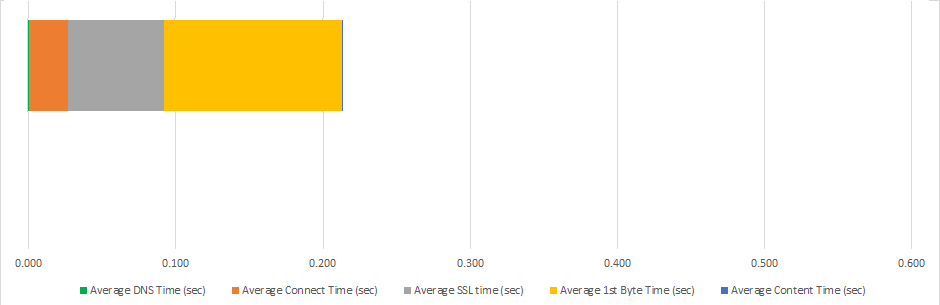 0.000 0.100 0.200 0.300 0.400 0.500 0.600
Average DNS Time (sec) Average Connect Time (sec) Average SSL time (sec) Average 1st Byte Time (sec) Average Content Time (sec)